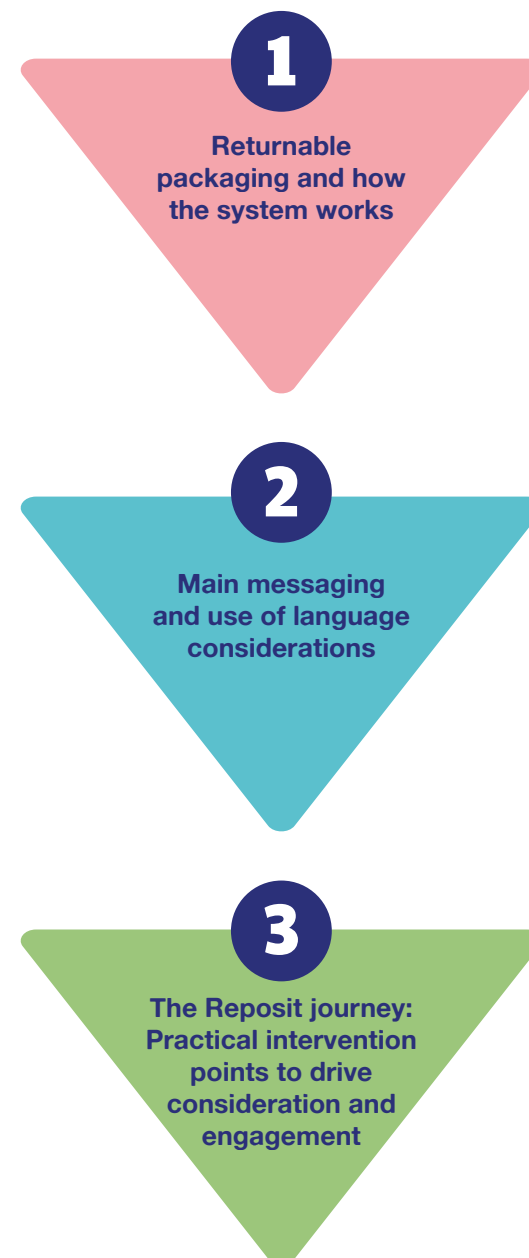 1
Returnable
packaging and how
the system works
2
Main messaging
and use of language
considerations
3
The Reposit journey:
Practical intervention
points to drive
consideration and
engagement